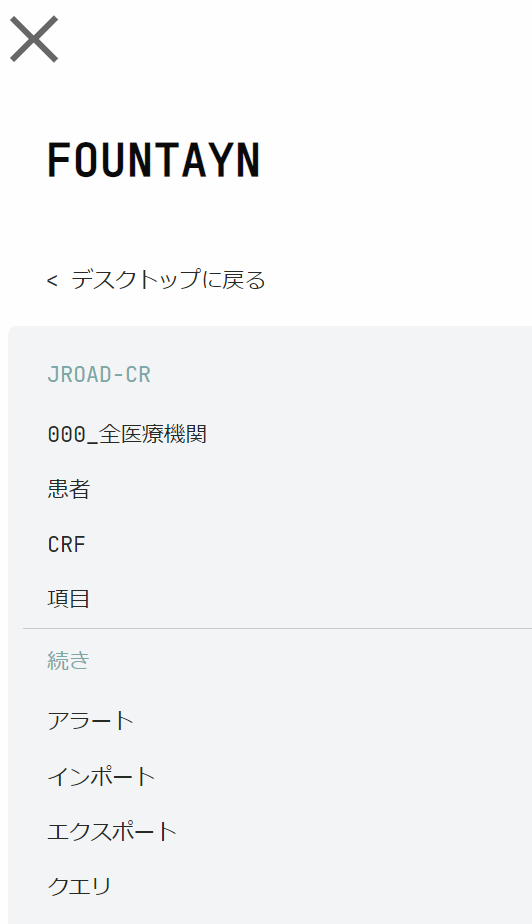 FOUNTAYN
< デスクトップに戻る
JROAD-CR
000_全医療機関
患者
CRF
項目
続き
アラート
インポート
エクスポート
クエリ